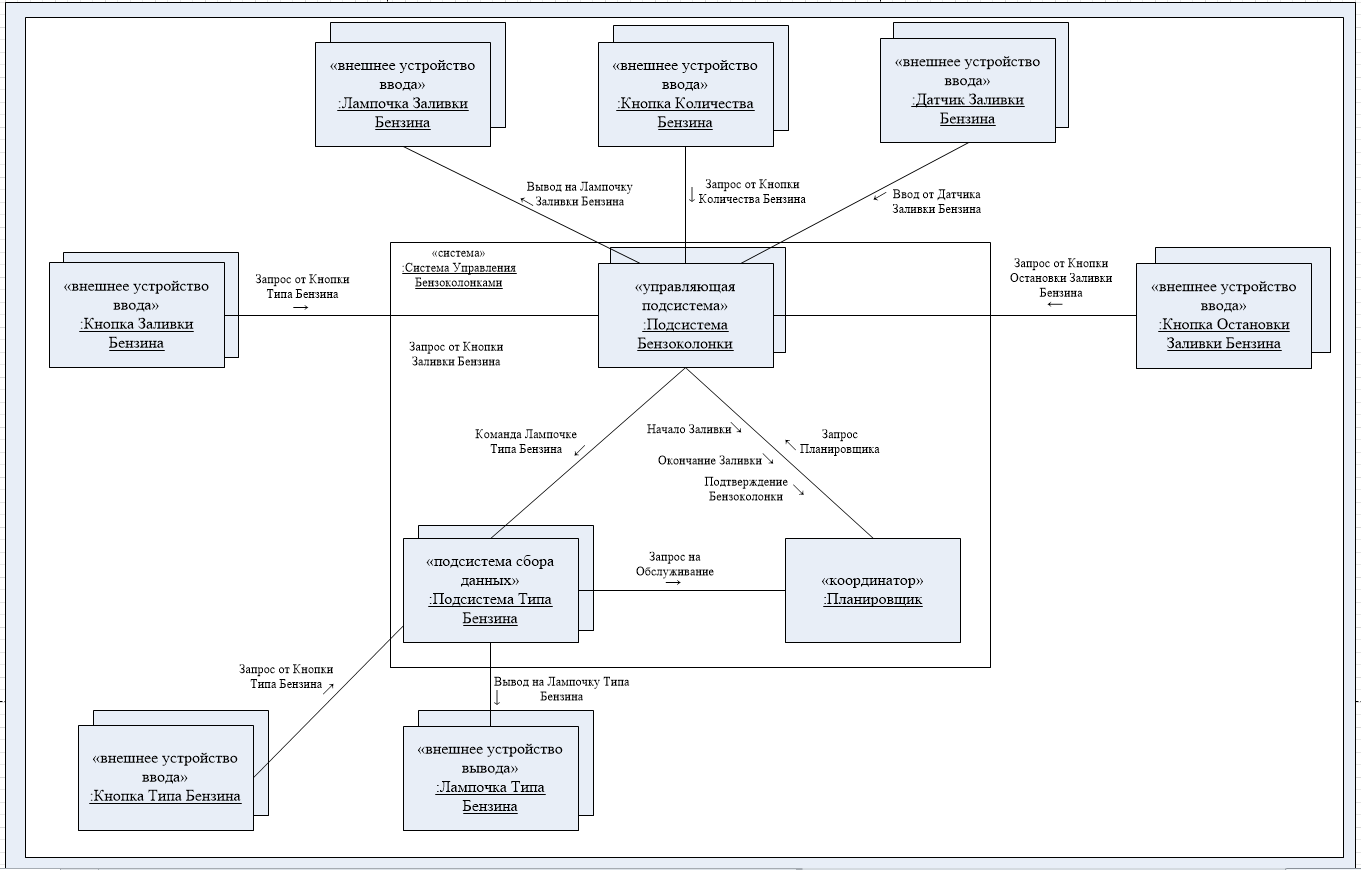 «внешнее устройство
ввода»
:Лампочка Заливки
Бензина
«внешнее устройство
ввода»
:Кнопка Количества
Бензина
«внешнее устройство
ввода»
:Датчик Заливки
Бензина
Вывод на Лампочку
Заливки Бензина
Запрос от Кнопки
Количества Бензина
Ввод от Датчика
Заливки Бензина
«система»
:Система Управления
Бензоколонками
«внешнее устройство
ввода»
:Кнопка Заливки
Бензина
Запрос от Кнопки
Типа Бензина
«управляющая
подсистема»
:Подсистема
Бензоколонки
Запрос от Кнопки
Остановки Заливки
Бензина
«внешнее устройство
ввода»
:Кнопка Остановки
Заливки Бензина
Запрос от Кнопки
Заливки Бензина
Команда Лампочке
Типа Бензина
Начало Заливки
Окончание Заливки
Подтверждение
Бензоколонки
Запрос
Планировщика
«подсистема сбора
данных»
:Подсистема Типа
Бензина
Запрос на
Обслуживание
«координатор»
:Планировщик
Запрос от Кнопки
Типа Бензина
Вывод на Лампочку Типа
Бензина
«внешнее устройство
ввода»
:Кнопка Типа Бензина
«внешнее устройство
вывода»
:Лампочка Типа
Бензина